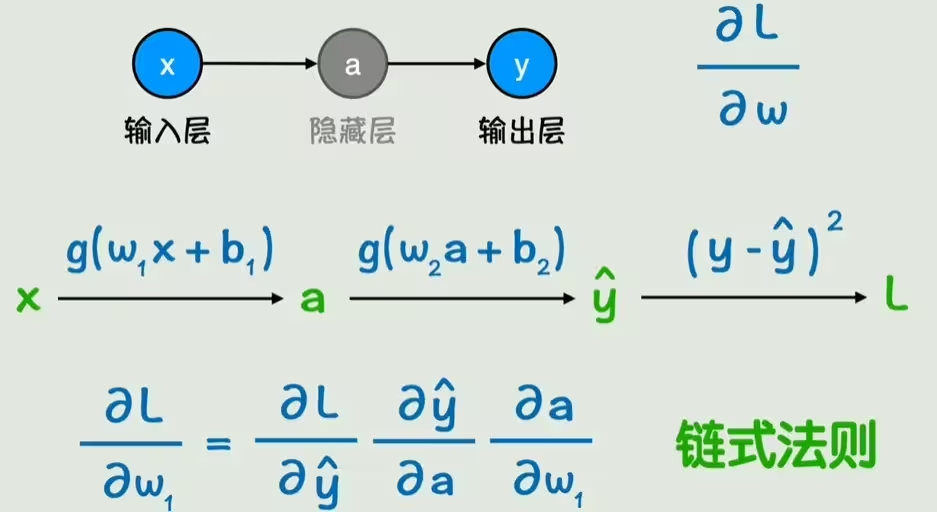 x a y
输入层 隐藏层 输出层
∂L
∂w
g(w₁x + b₁) g(w₂a + b₂) (y - ŷ)²
x a ŷ L
∂L ∂L ∂ŷ ∂a
=
∂w₁ ∂ŷ ∂a ∂w₁
链式法则